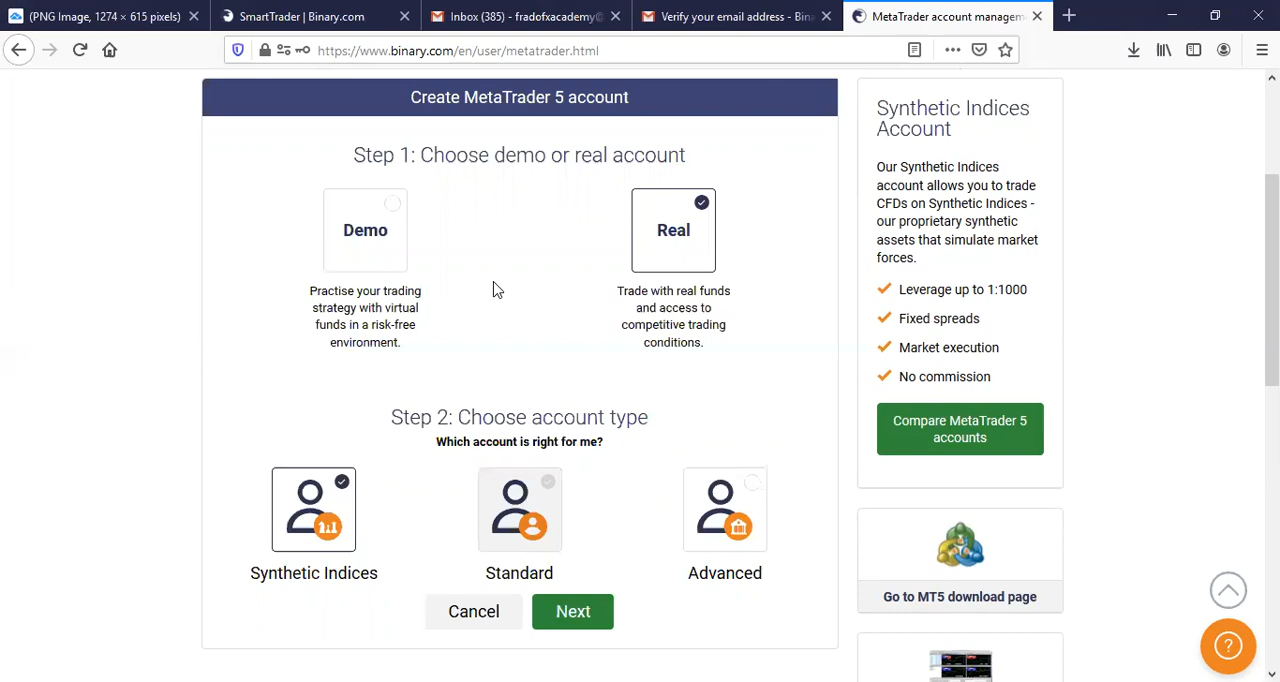 (PNG Image, 1274 × 615 pixels)
SmartTrader | Binary.com
Inbox (385) - fradofxacademy@
Verify your email address - Bin
MetaTrader account managem
https://www.binary.com/en/user/metatrader.html
Create MetaTrader 5 account
Step 1: Choose demo or real account
Demo
Real
Practise your trading
strategy with virtual
funds in a risk-free
environment.
Trade with real funds
and access to
competitive trading
conditions.
Step 2: Choose account type
Which account is right for me?
Synthetic Indices
Standard
Advanced
Cancel
Next
Synthetic Indices
Account
Our Synthetic Indices
account allows you to trade
CFDs on Synthetic Indices -
our proprietary synthetic
assets that simulate market
forces.
Leverage up to 1:1000
Fixed spreads
Market execution
No commission
Compare MetaTrader 5
accounts
Go to MT5 download page